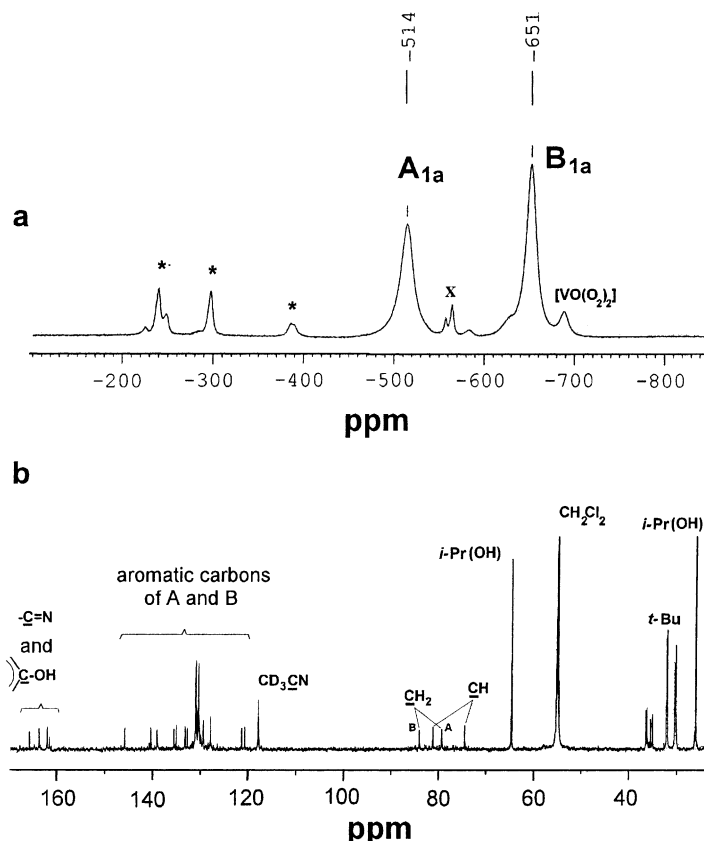 -514
-651
a
A1a
B1a
*
*
*
X
[VO(O2)2]
-200
-300
-400
-500
-600
-700
-800
ppm
b
-C=N
and
C-OH
aromatic carbons
of A and B
CD3CN
CH2
CH
B
A
i-Pr(OH)
CH2Cl2
t-Bu
i-Pr(OH)
160
140
120
100
80
60
40
ppm